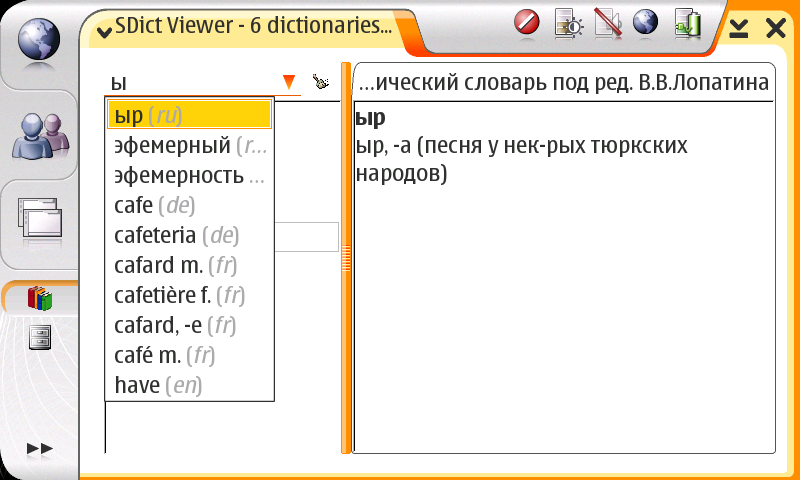 SDict Viewer - 6 dictionaries...
ы
ыр (ru)
эфемерный (r...
эфемерность ...
cafe (de)
cafeteria (de)
cafard m. (fr)
cafetière f. (fr)
cafard, -e (fr)
café m. (fr)
have (en)
...ический словарь под ред. В.В.Лопатина
ыр
ыр, -а (песня у нек-рых тюркских
народов)